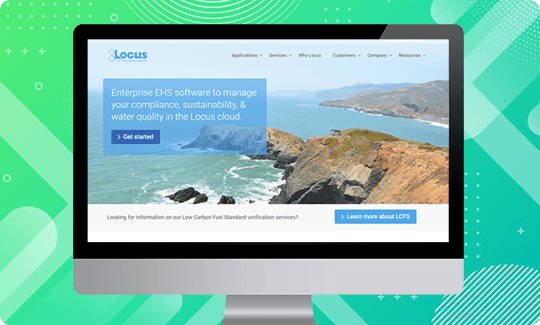 Locus
Applications Services Why Locus Customers Company Resources
Enterprise EHS software to manage
your compliance, sustainability, &
water quality in the Locus cloud.
> Get started
Looking for information on our Low Carbon Fuel Standard verification services?
> Learn more about LCFS